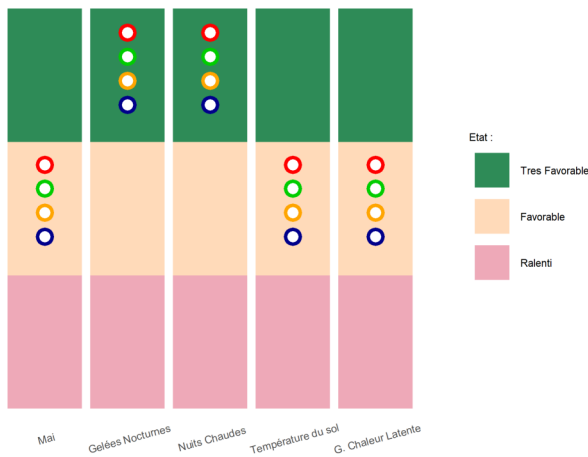 Etat :
Tres Favorable
Favorable
Ralenti
Mai
Gelées Nocturnes
Nuits Chaudes
Température du sol
G. Chaleur Latente